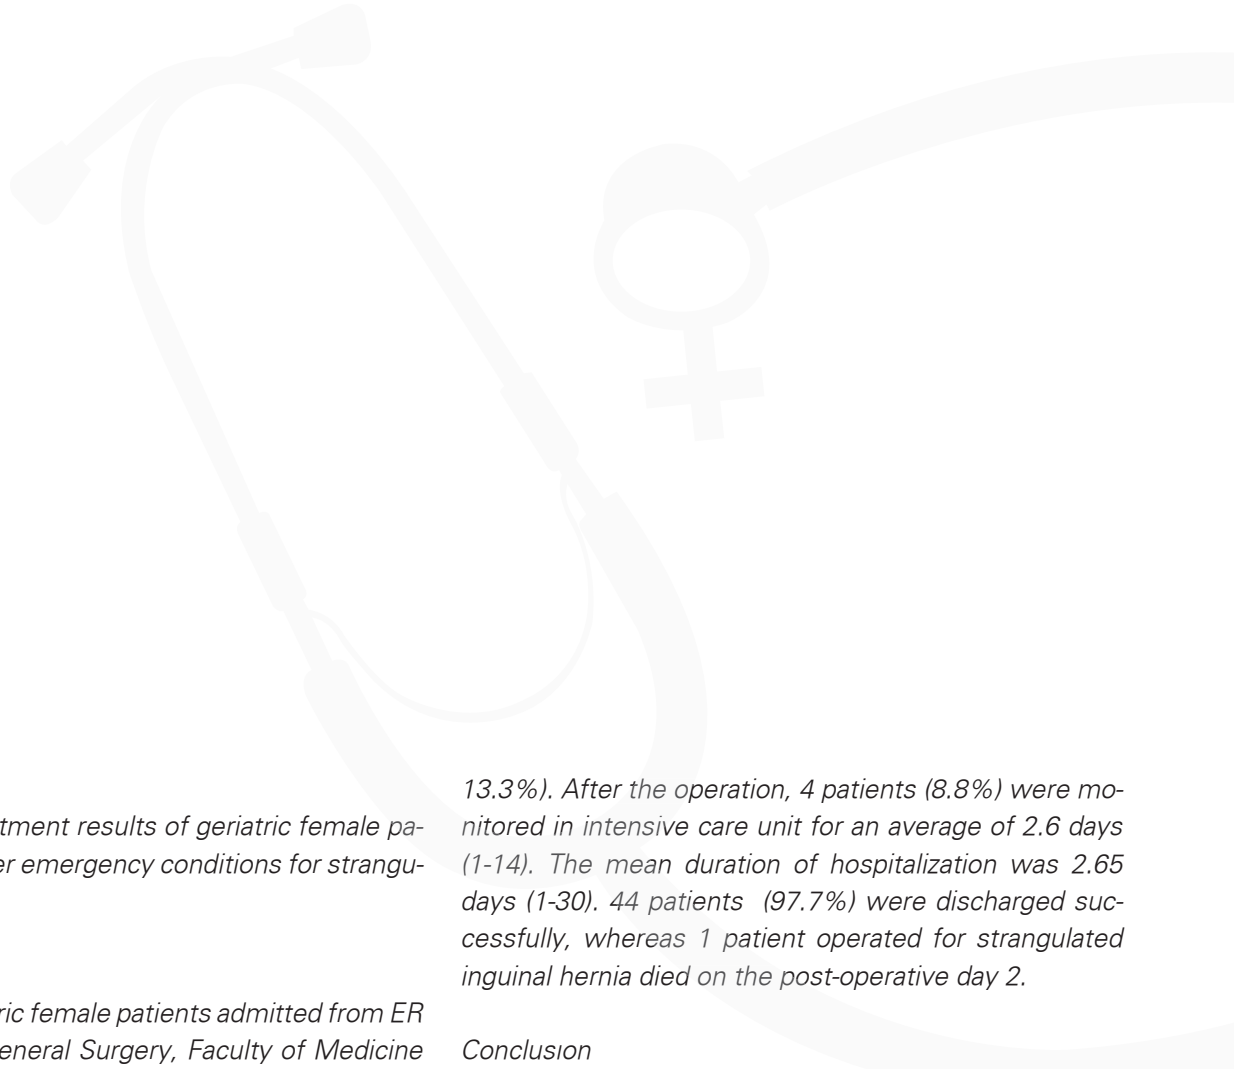 tment results of geriatric female pa-
er emergency conditions for strangu-
ric female patients admitted from ER
eneral Surgery, Faculty of Medicine
13.3%). After the operation, 4 patients (8.8%) were mo-
nitored in intensive care unit for an average of 2.6 days
(1-14). The mean duration of hospitalization was 2.65
days (1-30). 44 patients (97.7%) were discharged suc-
cessfully, whereas 1 patient operated for strangulated
inguinal hernia died on the post-operative day 2.
Conclusıon